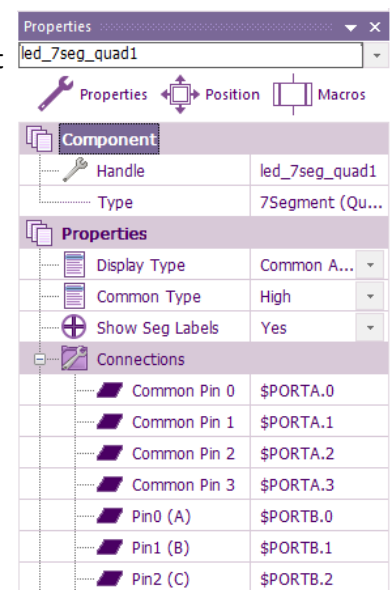 Properties
t
led_7seg_quad1
Properties Position Macros
Component
Handle led_7seg_quad1
Type 7Segment (Qu...
Properties
Display Type Common A...
Common Type High
Show Seg Labels Yes
Connections
Common Pin 0 $PORTA.0
Common Pin 1 $PORTA.1
Common Pin 2 $PORTA.2
Common Pin 3 $PORTA.3
Pin0 (A) $PORTB.0
Pin1 (B) $PORTB.1
Pin2 (C) $PORTB.2